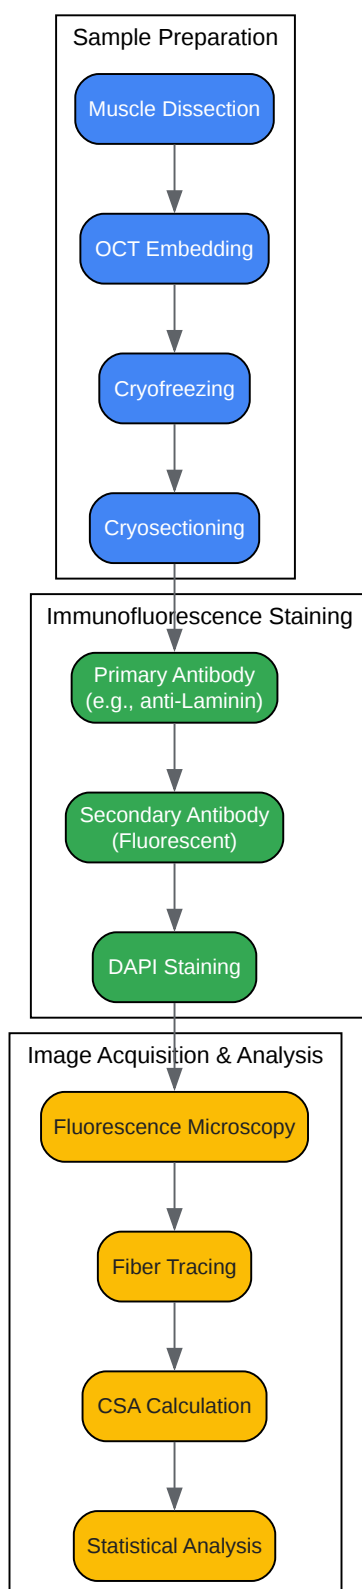 Sample Preparation
Muscle Dissection
OCT Embedding
Cryofreezing
Cryosectioning
Immunofluorescence Staining
Primary Antibody
(e.g., anti-Laminin)
Secondary Antibody
(Fluorescent)
DAPI Staining
Image Acquisition & Analysis
Fluorescence Microscopy
Fiber Tracing
CSA Calculation
Statistical Analysis